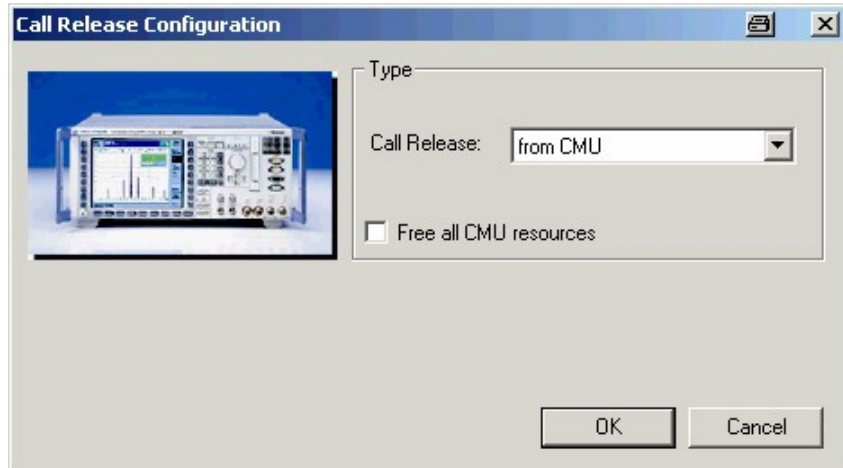 Call Release Configuration
Type
Call Release:
from CMU
Free all CMU resources
OK
Cancel